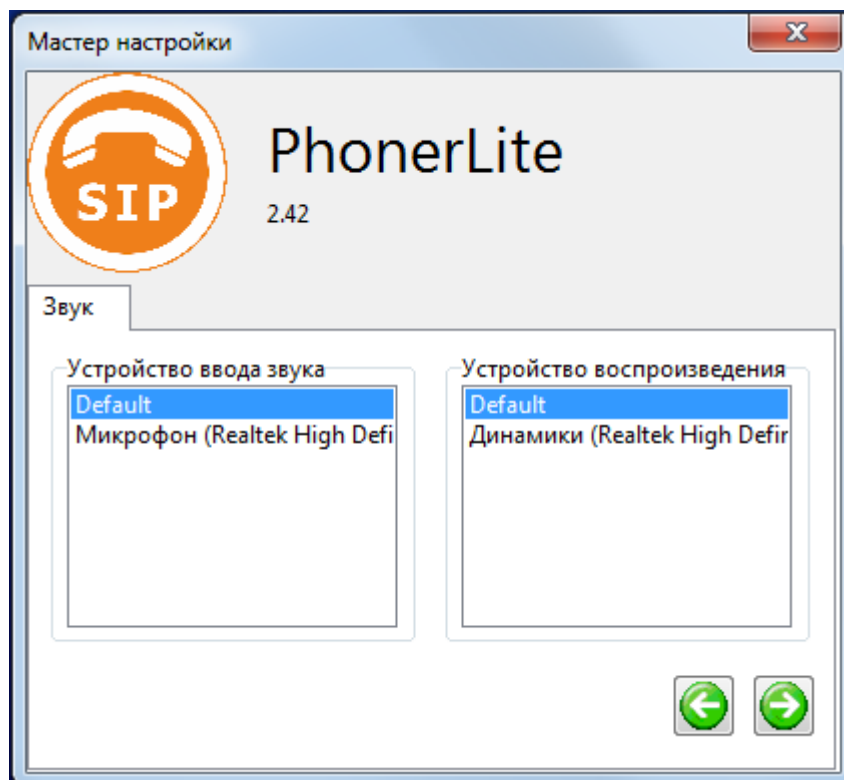 Мастер настройки
SIP
PhonerLite
2.42
Звук
Устройство ввода звука
Default
Микрофон (Realtek High Defi
Устройство воспроизведения
Default
Динамики (Realtek High Defir